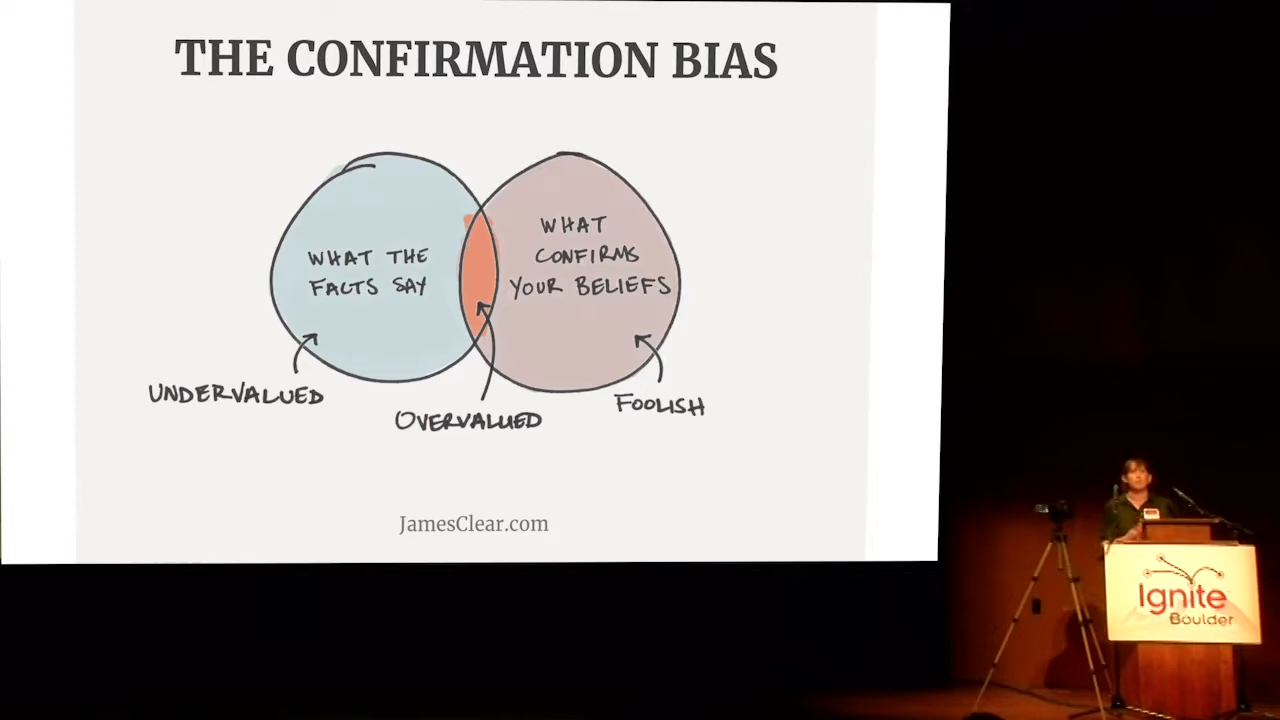 THE CONFIRMATION BIAS
WHAT THE
FACTS SAY
WHAT
CONFIRMS
YOUR BELIEFS
UNDERVALUED
OVERVALUED
FOOLISH
JamesClear.com
Ignite
Boulder